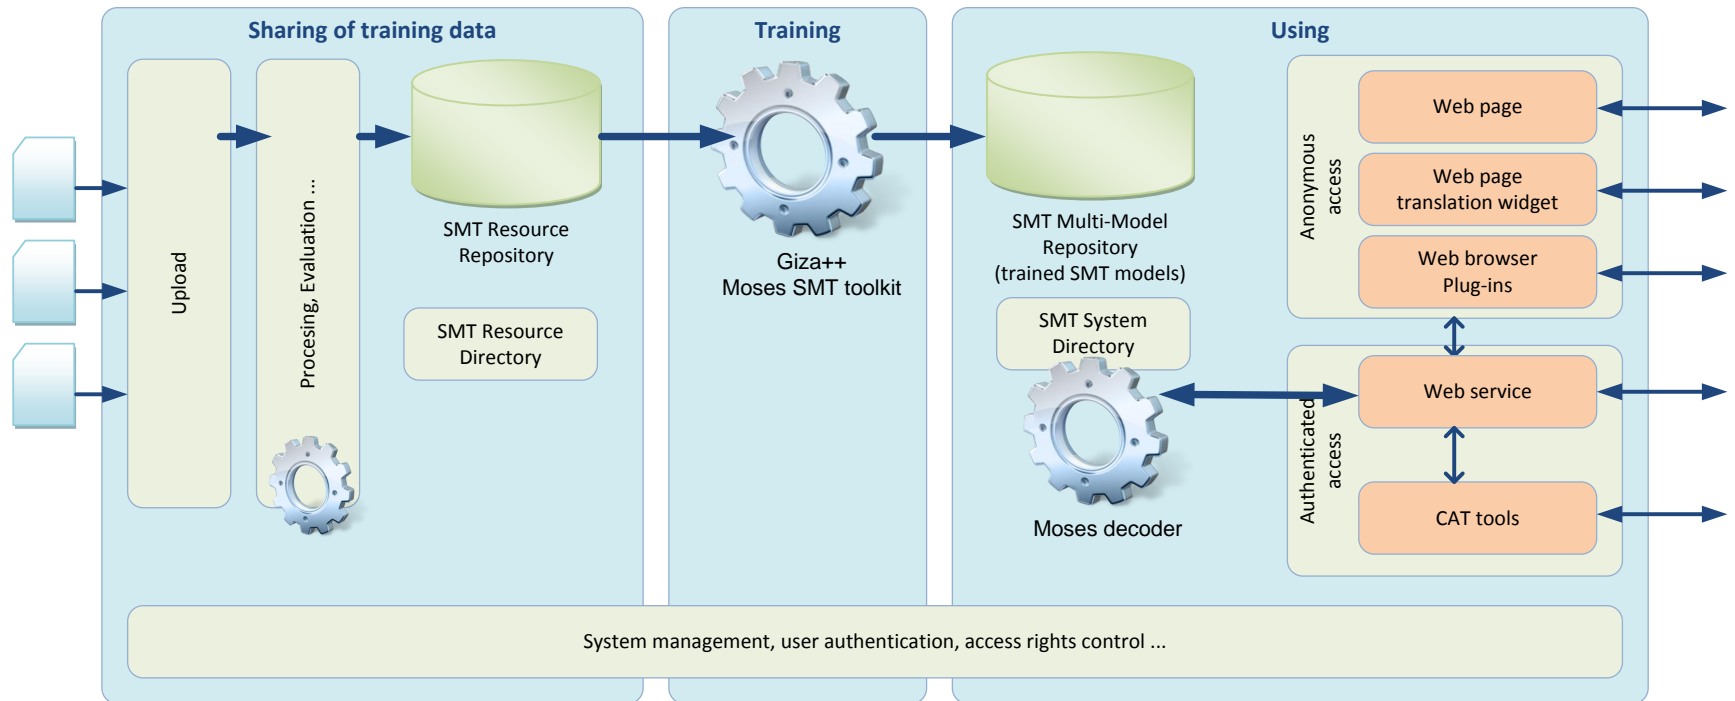 Sharing of training data
Upload
Procesing, Evaluation ...
SMT Resource
Repository
SMT Resource
Directory
Training
Giza++
Moses SMT toolkit
Using
SMT Multi-Model
Repository
(trained SMT models)
SMT System
Directory
Moses decoder
Anonymous
access
Web page
Web page
translation widget
Web browser
Plug-ins
Authenticated
access
Web service
CAT tools
System management, user authentication, access rights control ...